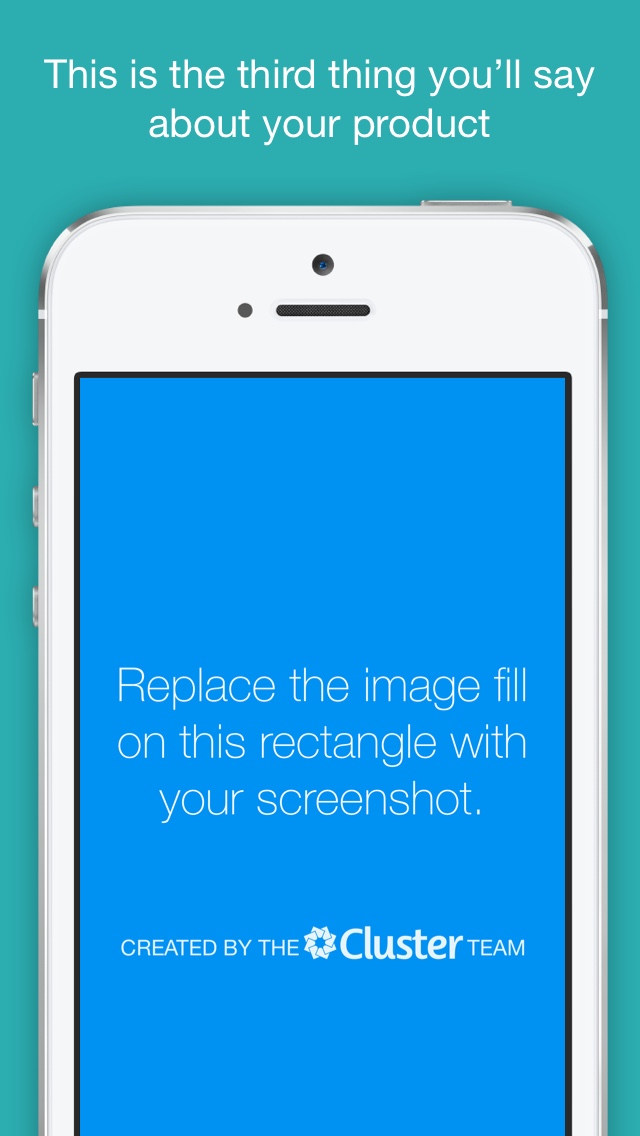 This is the third thing you’ll say
about your product
Replace the image fill
on this rectangle with
your screenshot.
CREATED BY THE Cluster TEAM